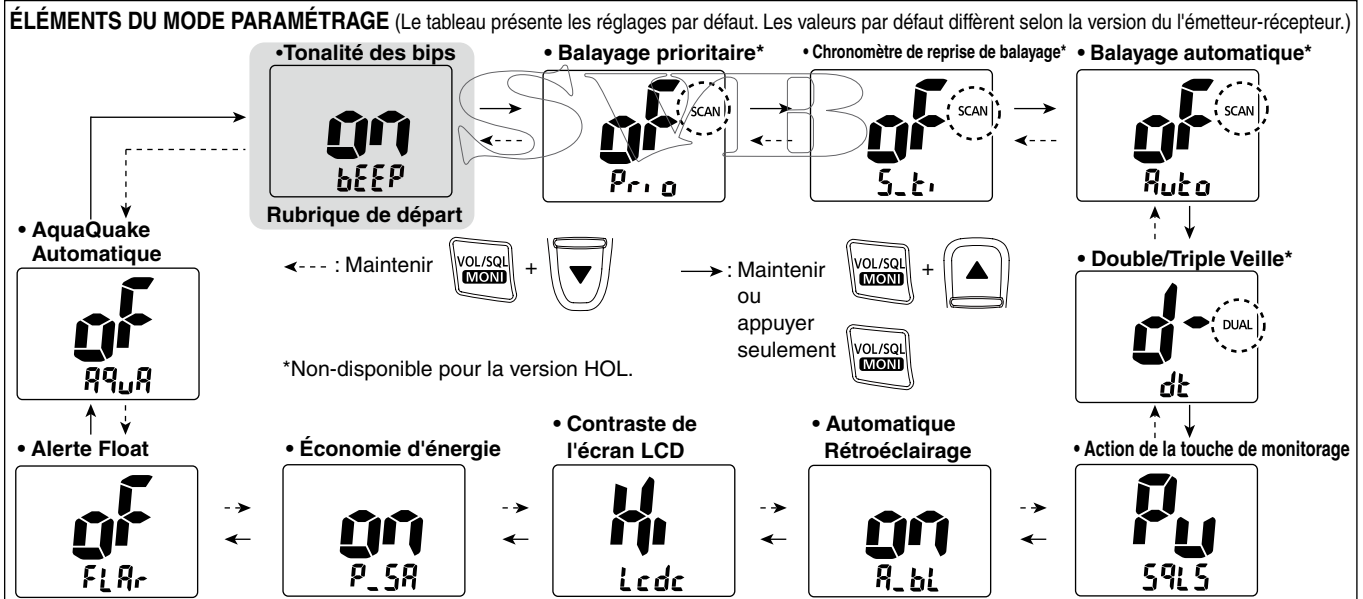 ÉLÉMENTS DU MODE PARAMÉTRAGE (Le tableau présente les réglages par défaut. Les valeurs par défaut diffèrent selon la version du l'émetteur-récepteur.)
•Tonalité des bips
• Balayage prioritaire*
• Chronomètre de reprise de balayage*
• Balayage automatique*
on
bEEP
oF
SCAN
Prio
oF
SCAN
S_ti
oF
SCAN
Auto
SVHB
Rubrique de départ
• AquaQuake
Automatique
oF
AquA
: Maintenir
VOL/SQL
MONI
+
: Maintenir
ou
appuyer
seulement
VOL/SQL
MONI
+
VOL/SQL
MONI
*Non-disponible pour la version HOL.
• Double/Triple Veille*
d-
DUAL
dt
• Alerte Float
• Économie d'énergie
• Contraste de
l'écran LCD
• Automatique
Rétroéclairage
• Action de la touche de monitorage
oF
FLAr
on
P_SA
Hi
Lcdc
on
A_bL
Pu
SqLS